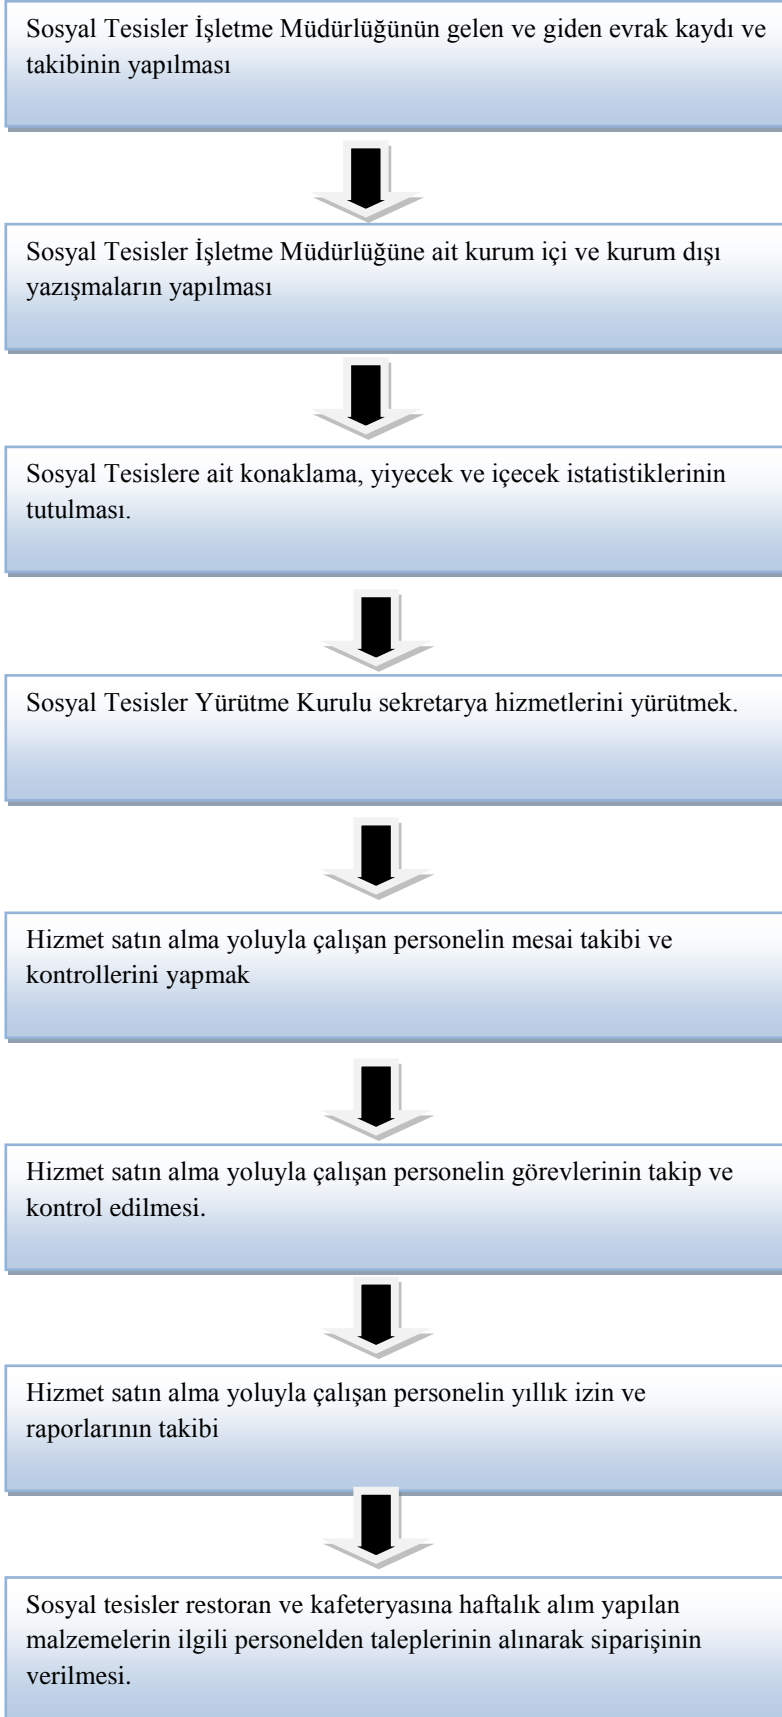 Sosyal Tesisler İşletme Müdürlüğünün gelen ve giden evrak kaydı ve
takibinin yapılması
Sosyal Tesisler İşletme Müdürlüğüne ait kurum içi ve kurum dışı
yazışmaların yapılması
Sosyal Tesislere ait konaklama, yiyecek ve içecek istatistiklerinin
tutulması.
Sosyal Tesisler Yürütme Kurulu sekretarya hizmetlerini yürütmek.
Hizmet satın alma yoluyla çalışan personelin mesai takibi ve
kontrollerini yapmak
Hizmet satın alma yoluyla çalışan personelin görevlerinin takip ve
kontrol edilmesi.
Hizmet satın alma yoluyla çalışan personelin yıllık izin ve
raporlarının takibi
Sosyal tesisler restoran ve kafeteryasına haftalık alım yapılan
malzemelerin ilgili personelden taleplerinin alınarak siparişinin
verilmesi.